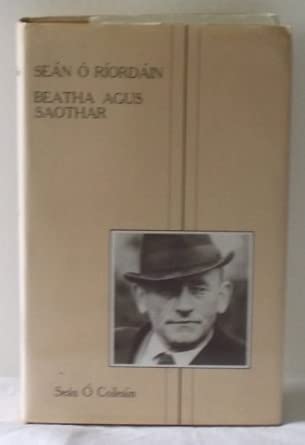 SEÁN Ó RÍORDÁIN
BEATHA AGUS
SAOTHAR
Seán Ó Coileáin